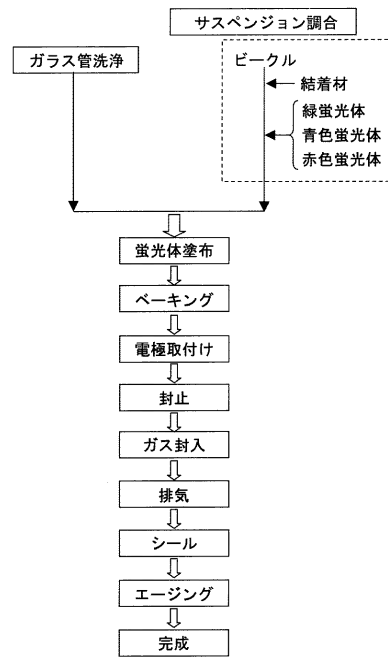 サスペンジョン調合
ガラス管洗浄
ビークル
結着材
緑蛍光体
青色蛍光体
赤色蛍光体
蛍光体塗布
ベーキング
電極取付け
封止
ガス封入
排気
シール
エージング
完成